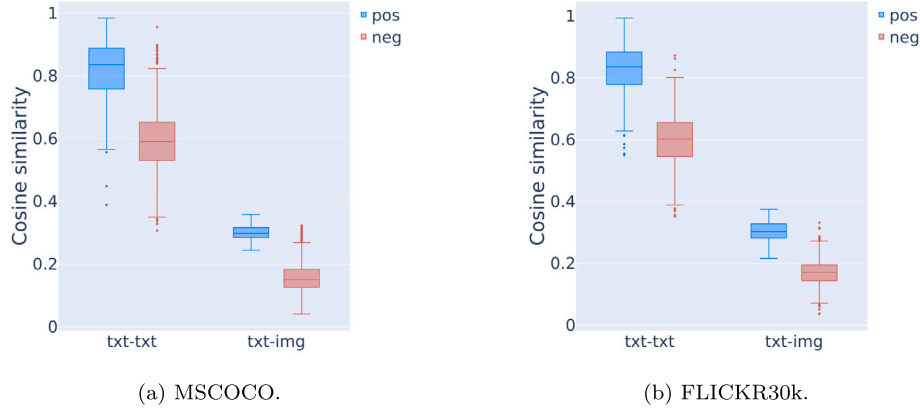 1
0.8
0.6
0.4
0.2
0
Cosine similarity
txt-txt
txt-img
pos
neg
(a) MSCOCO.
1
0.8
0.6
0.4
0.2
0
Cosine similarity
txt-txt
txt-img
pos
neg
(b) FLICKR30k.